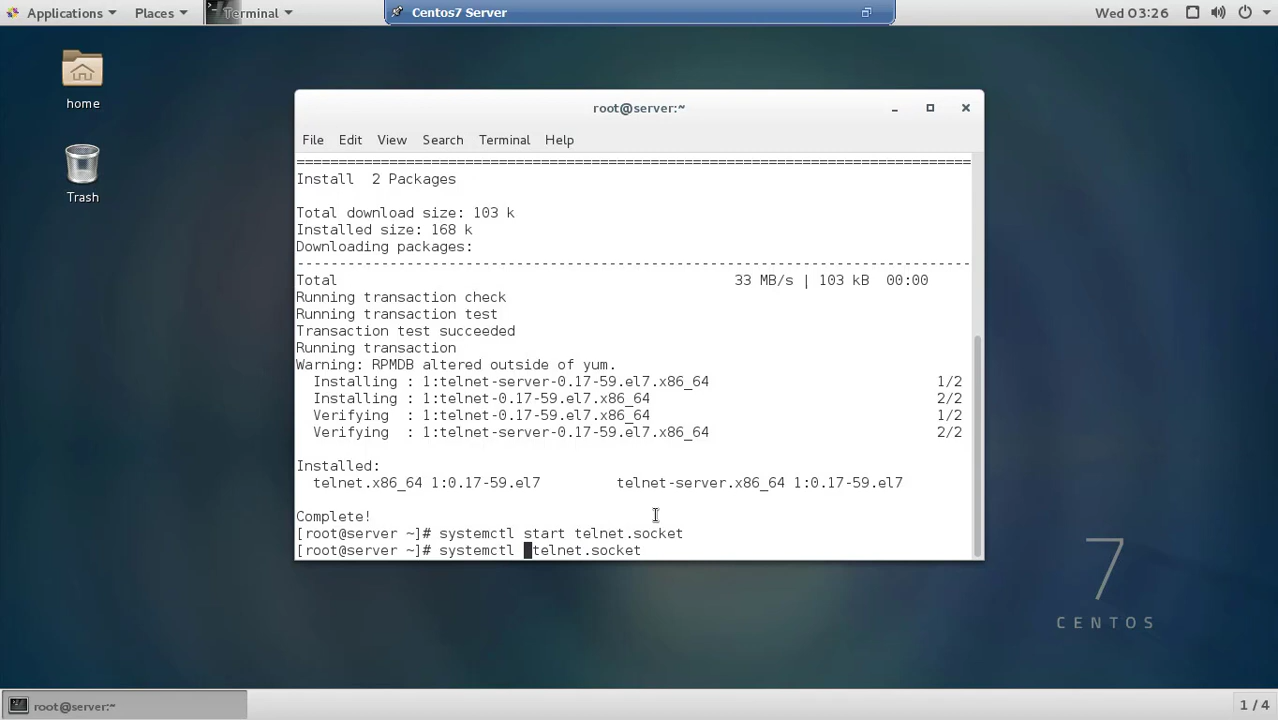 Applications Places Terminal Centos7 Server Wed 03:26
home
Trash
root@server:~
File Edit View Search Terminal Help
================================================================================
Install  2 Packages
Total download size: 103 k
Installed size: 168 k
Downloading packages:
--------------------------------------------------------------------------------
Total 33 MB/s | 103 kB  00:00
Running transaction check
Running transaction test
Transaction test succeeded
Running transaction
Warning: RPMDB altered outside of yum.
Installing : 1:telnet-server-0.17-59.el7.x86_64 1/2
Installing : 1:telnet-0.17-59.el7.x86_64 2/2
Verifying  : 1:telnet-0.17-59.el7.x86_64 1/2
Verifying  : 1:telnet-server-0.17-59.el7.x86_64 2/2
Installed:
telnet.x86_64 1:0.17-59.el7 telnet-server.x86_64 1:0.17-59.el7
Complete!
[root@server ~]# systemctl start telnet.socket
[root@server ~]# systemctl telnet.socket
7
CENTOS
root@server:~
1 / 4